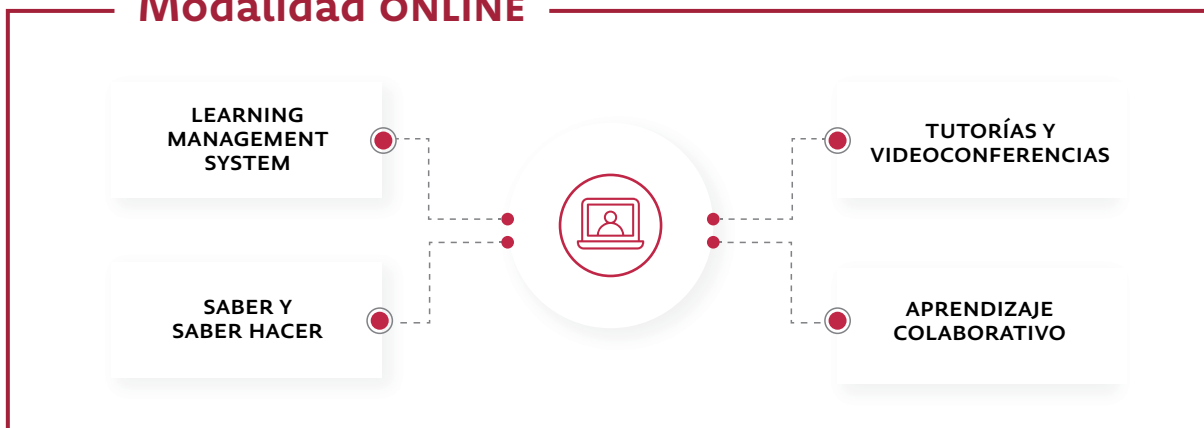 Modalidad ONLINE
LEARNING
MANAGEMENT
SYSTEM
TUTORÍAS Y
VIDEOCONFERENCIAS
SABER Y
SABER HACER
APRENDIZAJE
COLABORATIVO